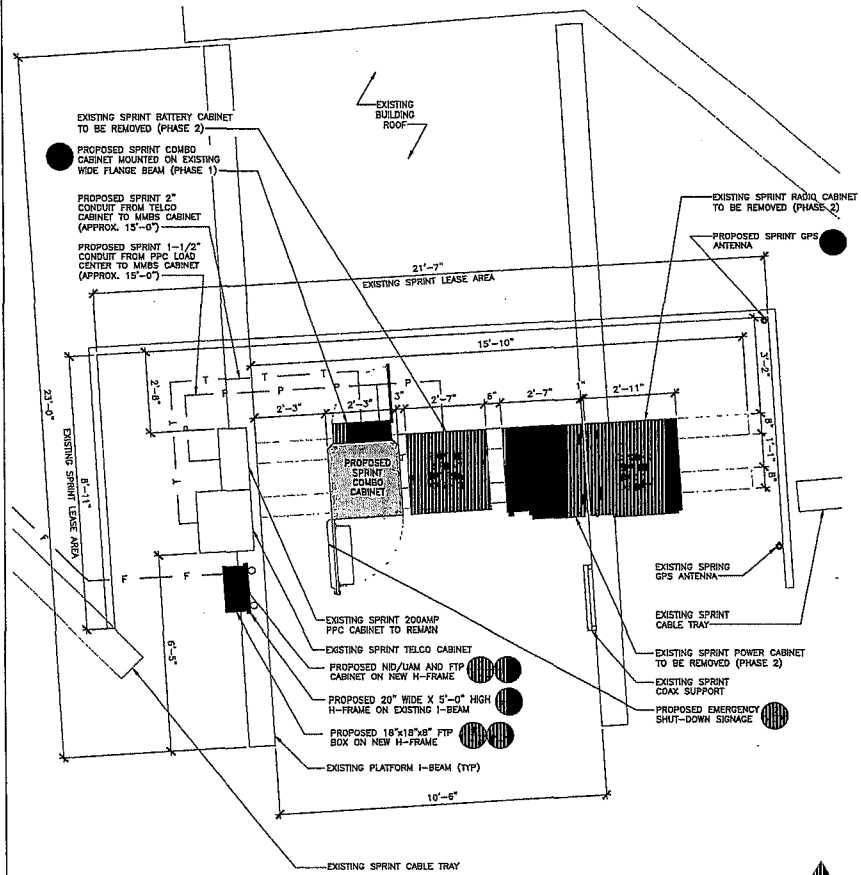 EXISTING SPRINT BATTERY CABINET
TO BE REMOVED (PHASE 2)
PROPOSED SPRINT COMBO
CABINET MOUNTED ON EXISTING
WIDE FLANGE BEAM (PHASE 1)
PROPOSED SPRINT 2"
CONDUIT FROM TELCO
CABINET TO MMBS CABINET
(APPROX. 15'-0")
PROPOSED SPRINT 1-1/2"
CONDUIT FROM PPC LOAD
CENTER TO MMBS CABINET
(APPROX. 15'-0")
EXISTING
BUILDING
ROOF
EXISTING SPRINT RADIO CABINET
TO BE REMOVED (PHASE 2)
PROPOSED SPRINT GPS
ANTENNA
21'-7"
EXISTING SPRINT LEASE AREA
15'-10"
3'-2"
23'-0"
EXISTING SPRINT LEASE AREA
8'-11"
2'-8"
T T T
P P P
T
T
2'-3"
2'-3"
3"
2'-7"
6"
2'-7"
1"
2'-11"
8"
1'-1"
8"
PROPOSED
SPRINT
COMBO
CABINET
F
F F
6'-5"
EXISTING SPRING
GPS ANTENNA
EXISTING SPRINT
CABLE TRAY
EXISTING SPRINT POWER CABINET
TO BE REMOVED (PHASE 2)
EXISTING SPRINT
COAX SUPPORT
PROPOSED EMERGENCY
SHUT-DOWN SIGNAGE
EXISTING SPRINT 200AMP
PPC CABINET TO REMAIN
EXISTING SPRINT TELCO CABINET
PROPOSED NID/UAM AND FTP
CABINET ON NEW H-FRAME
PROPOSED 20" WIDE X 5'-0" HIGH
H-FRAME ON EXISTING I-BEAM
PROPOSED 18"x18"x8" FTP
BOX ON NEW H-FRAME
EXISTING PLATFORM I-BEAM (TYP)
10'-6"
EXISTING SPRINT CABLE TRAY